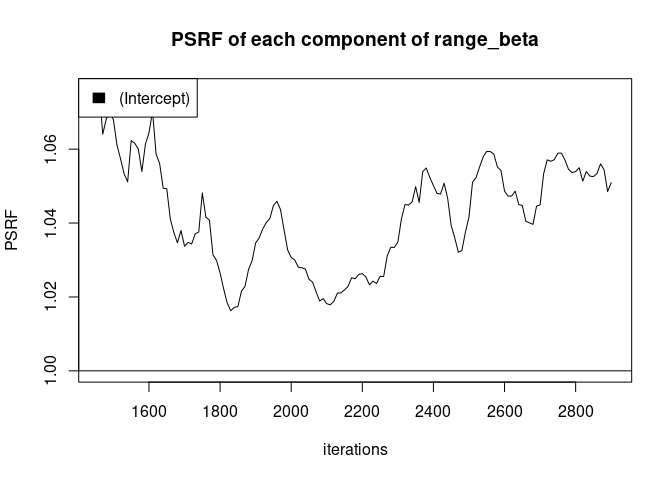 PSRF of each component of range_beta
(Intercept)
PSRF
1.06
1.04
1.02
1.00
1600 1800 2000 2200 2400 2600 2800
iterations